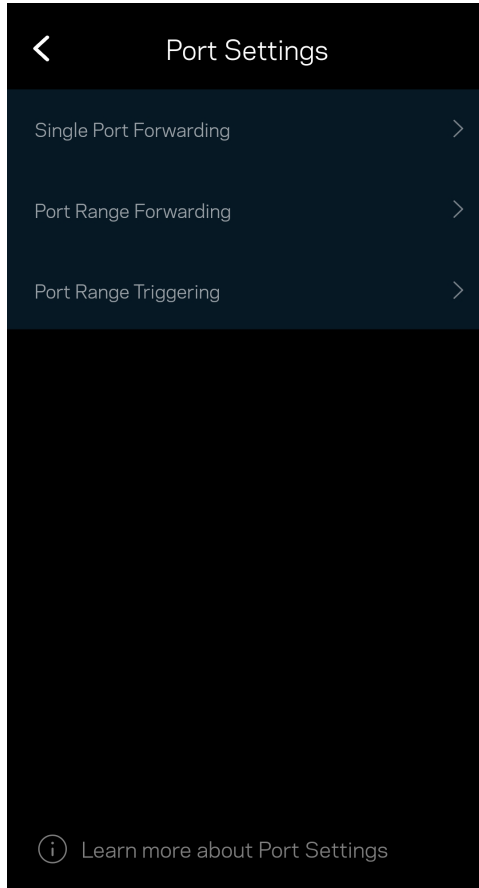 Port Settings
Single Port Forwarding
Port Range Forwarding
Port Range Triggering
Learn more about Port Settings